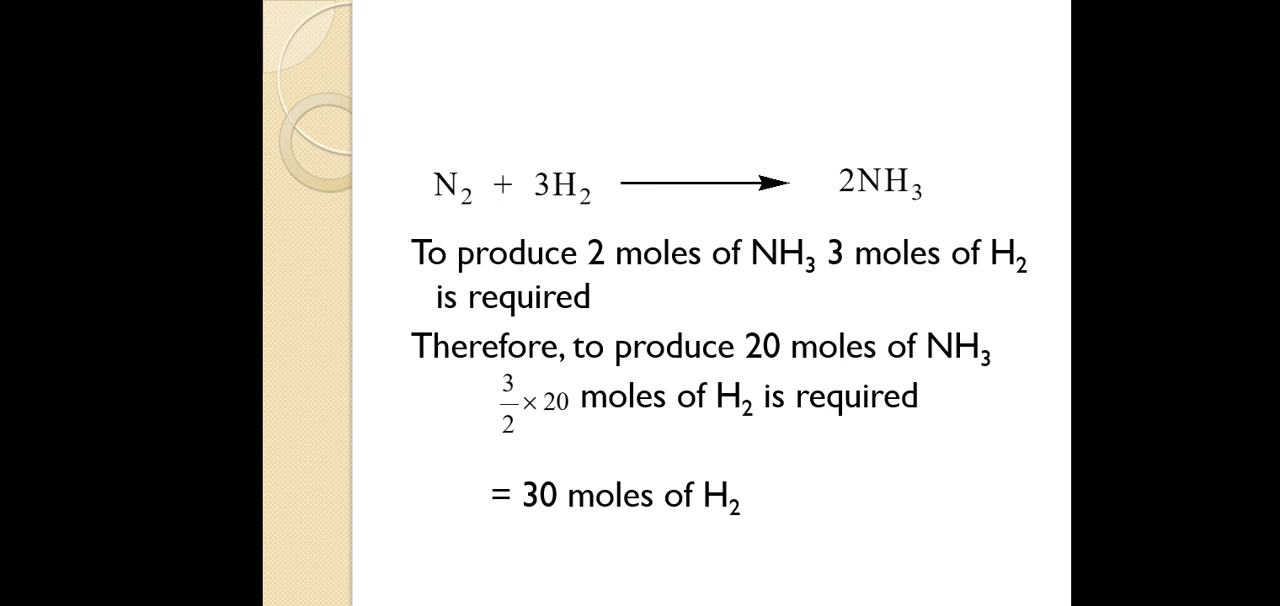 N₂ + 3H₂ ⟶ 2NH₃
To produce 2 moles of NH₃ 3 moles of H₂
is required
Therefore, to produce 20 moles of NH₃
3/2 × 20 moles of H₂ is required
= 30 moles of H₂